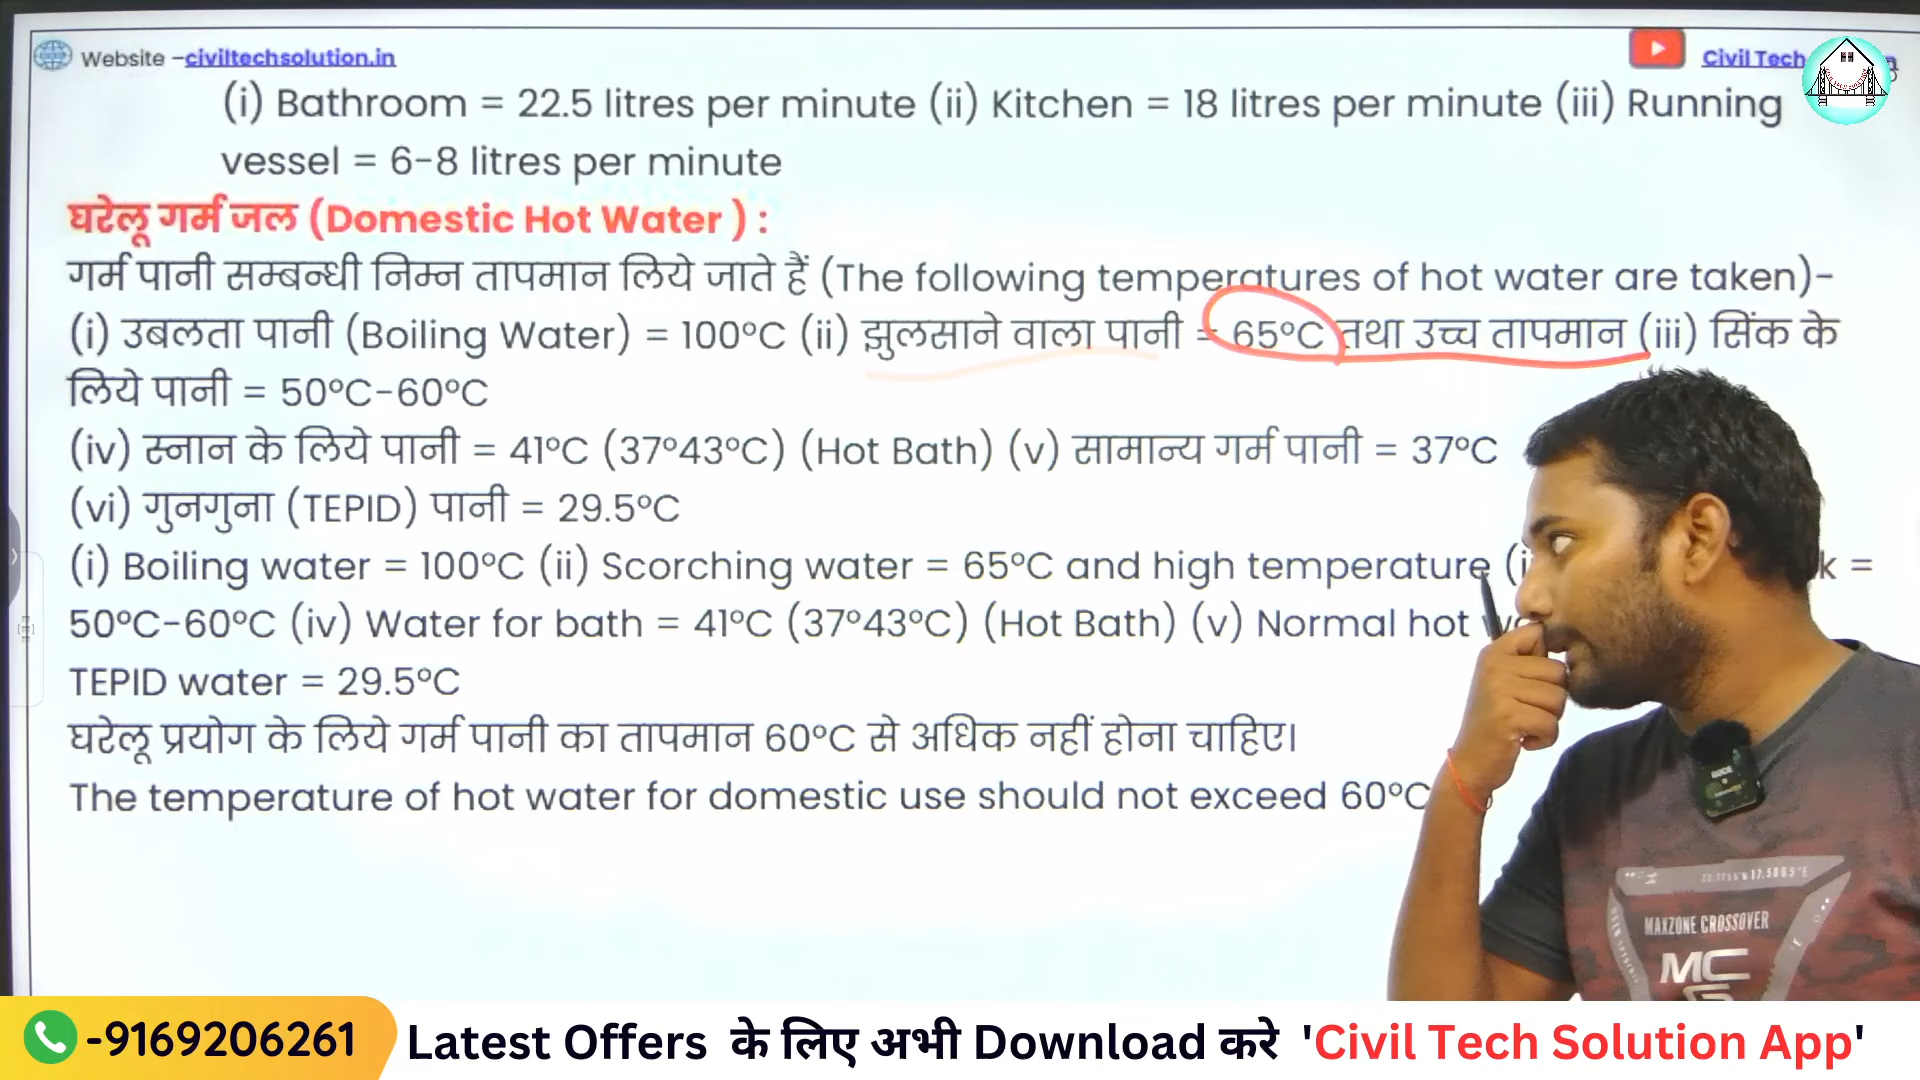 Website –civiltechsolution.in
Civil Tech
(i) Bathroom = 22.5 litres per minute (ii) Kitchen = 18 litres per minute (iii) Running
vessel = 6-8 litres per minute
घरेलू गर्म जल (Domestic Hot Water ) :
गर्म पानी सम्बन्धी निम्न तापमान लिये जाते हैं (The following temperatures of hot water are taken)-
(i) उबलता पानी (Boiling Water) = 100°C (ii) झुलसाने वाला पानी = 65°C तथा उच्च तापमान (iii) सिंक के
लिये पानी = 50°C-60°C
(iv) स्नान के लिये पानी = 41°C (37°43°C) (Hot Bath) (v) सामान्य गर्म पानी = 37°C
(vi) गुनगुना (TEPID) पानी = 29.5°C
(i) Boiling water = 100°C (ii) Scorching water = 65°C and high temperature (i k =
50°C-60°C (iv) Water for bath = 41°C (37°43°C) (Hot Bath) (v) Normal hot
TEPID water = 29.5°C
घरेलू प्रयोग के लिये गर्म पानी का तापमान 60°C से अधिक नहीं होना चाहिए।
The temperature of hot water for domestic use should not exceed 60°C
MAXZONE CROSSOVER
MC
-9169206261
Latest Offers के लिए अभी Download करे 'Civil Tech Solution App'